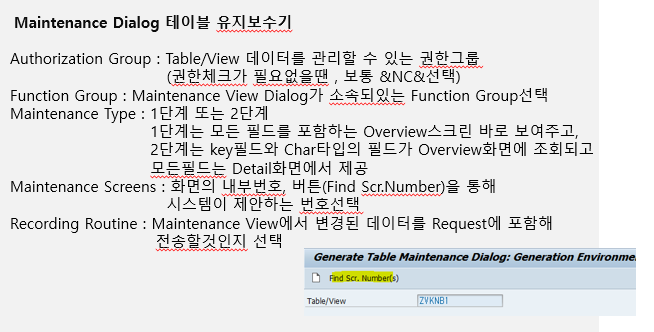 Maintenance Dialog 테이블 유지보수기
Authorization Group : Table/View 데이터를 관리할 수 있는 권한그룹
(권한체크가 필요없을땐 , 보통 &NC&선택)
Function Group : Maintenance View Dialog가 소속되있는 Function Group선택
Maintenance Type : 1단계 또는 2단계
1단계는 모든 필드를 포함하는 Overview스크린 바로 보여주고,
2단계는 key필드와 Char타입의 필드가 Overview화면에 조회되고
모든필드는 Detail화면에서 제공
Maintenance Screens : 화면의 내부번호, 버튼(Find Scr.Number)을 통해
시스템이 제안하는 번호선택
Recording Routine : Maintenance View에서 변경된 데이터를 Request에 포함해
전송할것인지 선택
Generate Table Maintenance Dialog: Generation Environmen
Find Scr. Number(s)
Table/View ZVKNB1